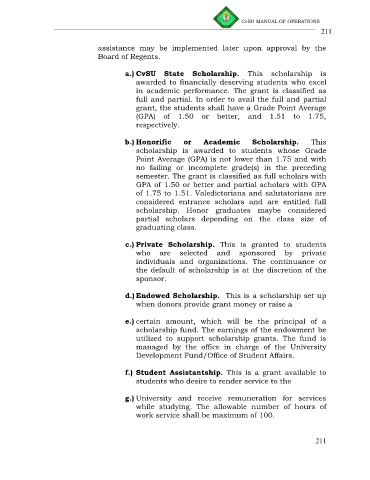 CvSU MANUAL OF OPERATIONS
211
assistance may be implemented later upon approval by the
Board of Regents.
a.) CvSU State Scholarship. This scholarship is
awarded to financially deserving students who excel
in academic performance. The grant is classified as
full and partial. In order to avail the full and partial
grant, the students shall have a Grade Point Average
(GPA) of 1.50 or better, and 1.51 to 1.75,
respectively.
b.) Honorific or Academic Scholarship. This
scholarship is awarded to students whose Grade
Point Average (GPA) is not lower than 1.75 and with
no failing or incomplete grade(s) in the preceding
semester. The grant is classified as full scholars with
GPA of 1.50 or better and partial scholars with GPA
of 1.75 to 1.51. Valedictorians and salutatorians are
considered entrance scholars and are entitled full
scholarship. Honor graduates maybe considered
partial scholars depending on the class size of
graduating class.
c.) Private Scholarship. This is granted to students
who are selected and sponsored by private
individuals and organizations. The continuance or
the default of scholarship is at the discretion of the
sponsor.
d.) Endowed Scholarship. This is a scholarship set up
when donors provide grant money or raise a
e.) certain amount, which will be the principal of a
scholarship fund. The earnings of the endowment be
utilized to support scholarship grants. The fund is
managed by the office in charge of the University
Development Fund/Office of Student Affairs.
f.) Student Assistantship. This is a grant available to
students who desire to render service to the
g.) University and receive remuneration for services
while studying. The allowable number of hours of
work service shall be maximum of 100.
211